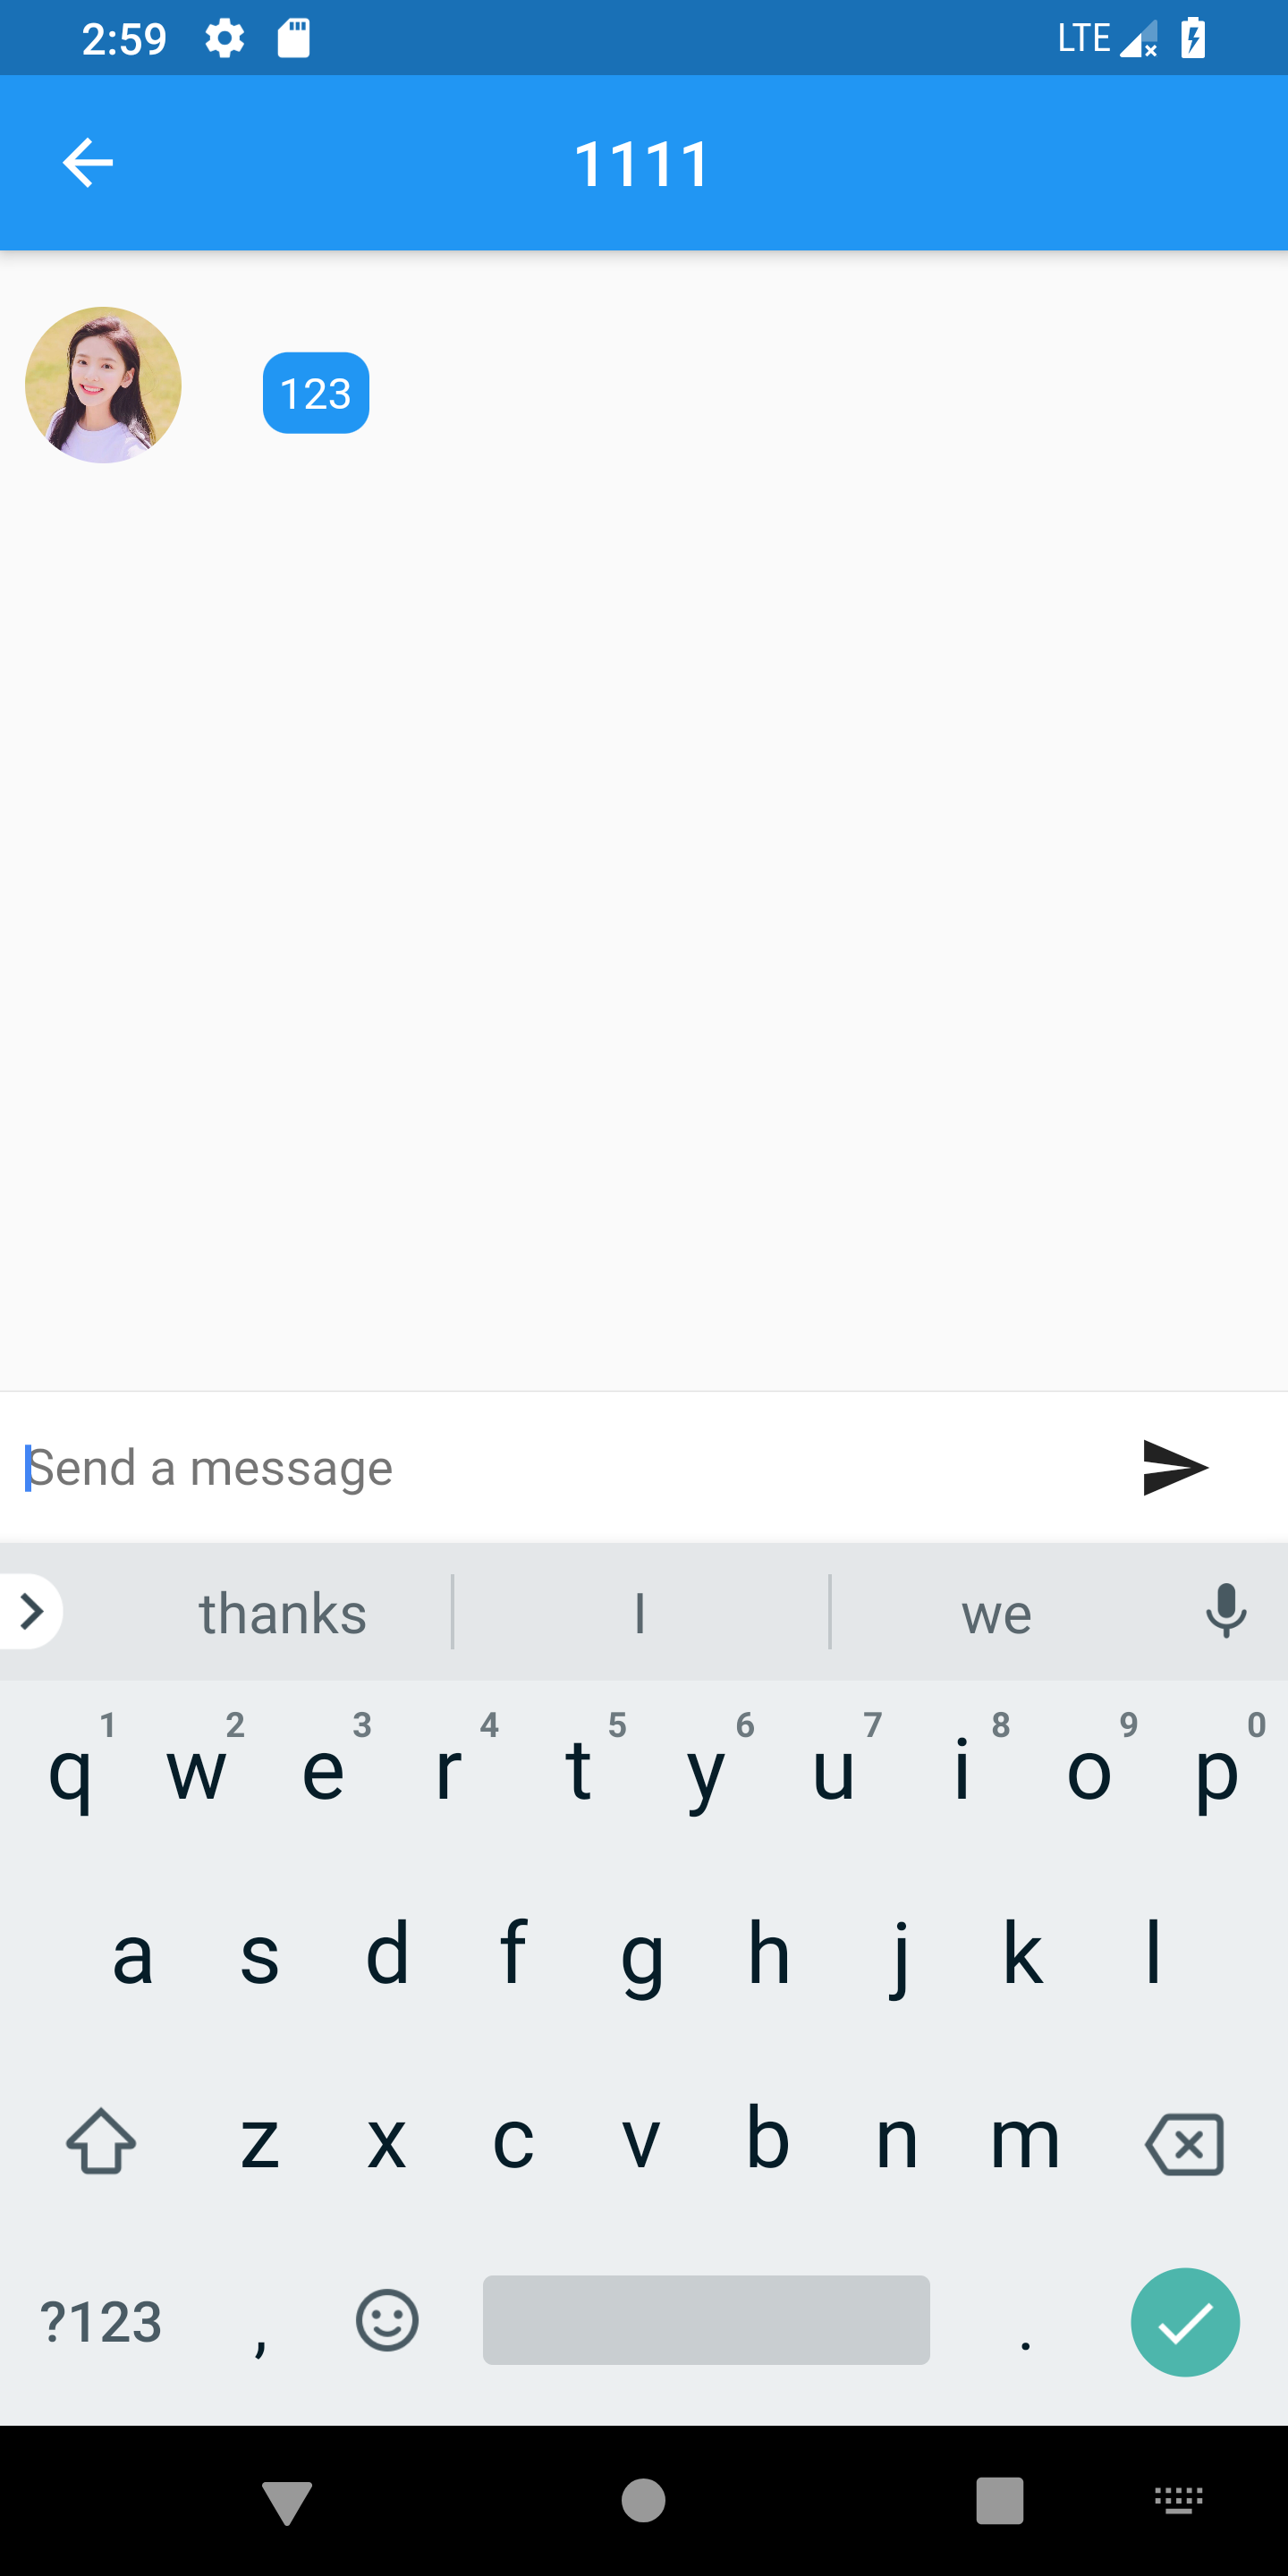 2:59 LTE
1111
123
Send a message
thanks I we
1 2 3 4 5 6 7 8 9 0
q w e r t y u i o p
a s d f g h j k l
z x c v b n m
?123 , .